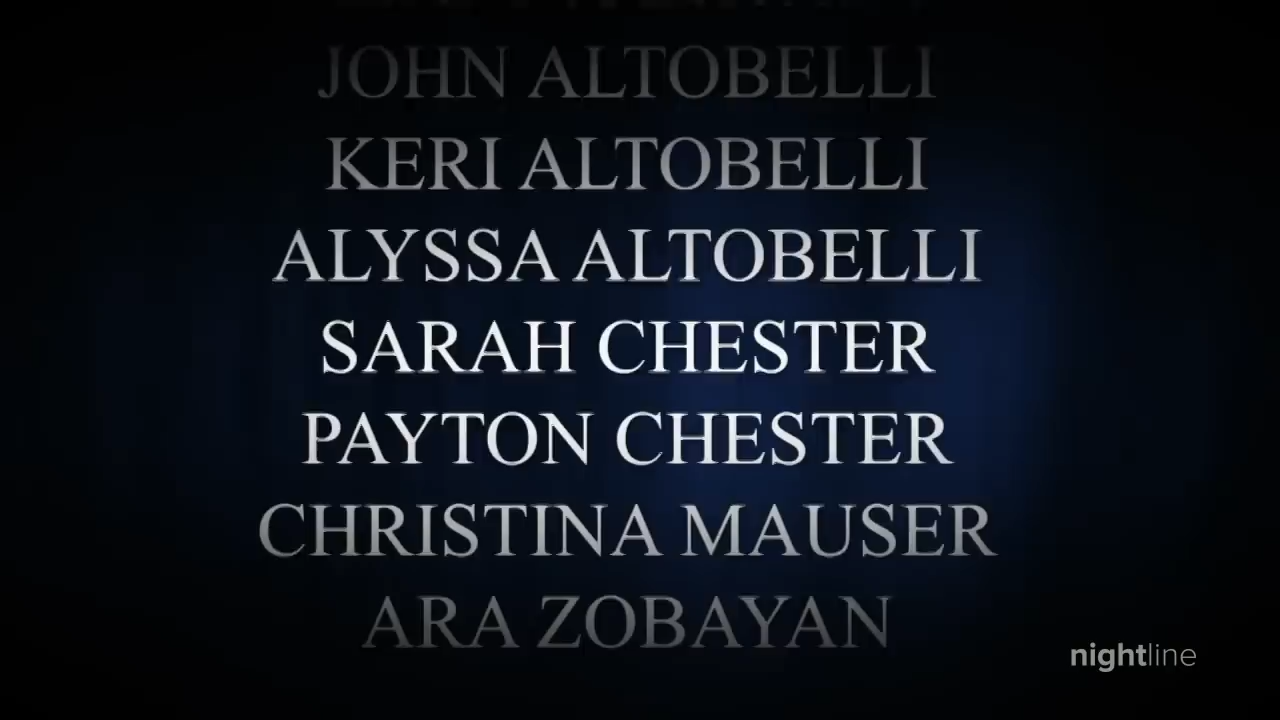 JOHN ALTOBELLI
KERI ALTOBELLI
ALYSSA ALTOBELLI
SARAH CHESTER
PAYTON CHESTER
CHRISTINA MAUSER
ARA ZOBAYAN
nightline